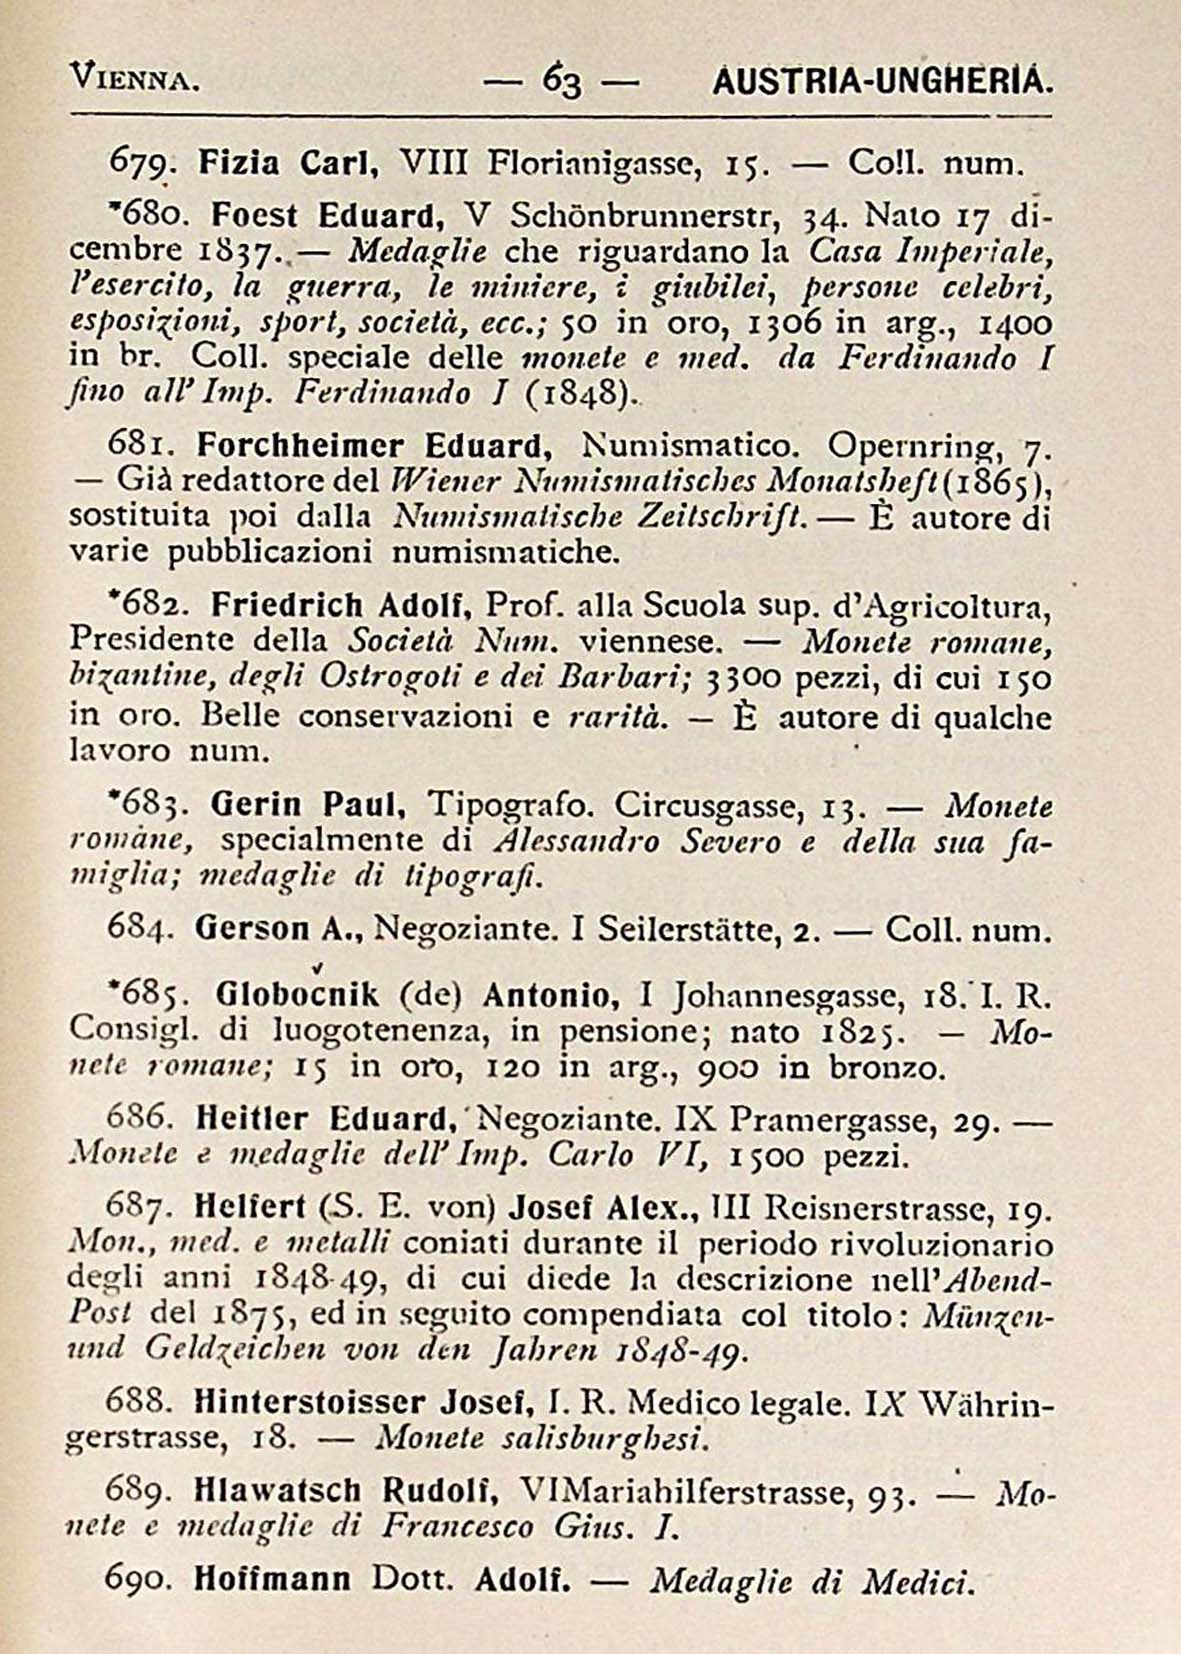 VIENNA. — 63 — AUSTRIA-UNGHERIA.
679. Fizia Carl, VIII Florianigasse, 15. — Coll. num.
*680. Foest Eduard, V Schönbrunnerstr, 34. Nato 17 di-
cembre 1837. — Medaglie che riguardano la Casa Imperiale,
l'esercito, la guerra, le miniere, i giubilei, persone celebri,
esposizioni, sport, società, ecc.; 50 in oro, 1306 in arg., 1400
in br. Coll. speciale delle monete e med. da Ferdinando I
fino all' Imp. Ferdinando I (1848).
681. Forchheimer Eduard, Numismatico. Opernring, 7.
— Già redattore del Wiener Numismatisches Monatsheft (1865),
sostituita poi dalla Numismatische Zeitschrift. — È autore di
varie pubblicazioni numismatiche.
*682. Friedrich Adolf, Prof. alla Scuola sup. d'Agricoltura,
Presidente della Società Num. viennese. — Monete romane,
bizantine, degli Ostrogoti e dei Barbari; 3300 pezzi, di cui 150
in oro. Belle conservazioni e rarità. — È autore di qualche
lavoro num.
*683. Gerin Paul, Tipografo. Circusgasse, 13. — Monete
romane, specialmente di Alessandro Severo e della sua fa-
miglia; medaglie di tipografi.
684. Gerson A., Negoziante. I Seilerstätte, 2. — Coll. num.
*685. Globočnik (de) Antonio, I Johannesgasse, 18. I. R.
Consigl. di luogotenenza, in pensione; nato 1825. — Mo-
nete romane; 15 in oro, 120 in arg., 900 in bronzo.
686. Heitler Eduard, Negoziante. IX Pramergasse, 29. —
Monete e medaglie dell' Imp. Carlo VI, 1500 pezzi.
687. Helfert (S. E. von) Josef Alex., III Reisnerstrasse, 19.
Mon., med. e metalli coniati durante il periodo rivoluzionario
degli anni 1848-49, di cui diede la descrizione nell' Abend-
Post del 1875, ed in seguito compendiata col titolo: Münzen-
und Geldzeichen von den Jahren 1848-49.
688. Hinterstoisser Josef, I. R. Medico legale. IX Währin-
gerstrasse, 18. — Monete salisburghesi.
689. Hlawatsch Rudolf, VI Mariahilferstrasse, 93. — Mo-
nete e medaglie di Francesco Gius. I.
690. Hoffmann Dott. Adolf. — Medaglie di Medici.